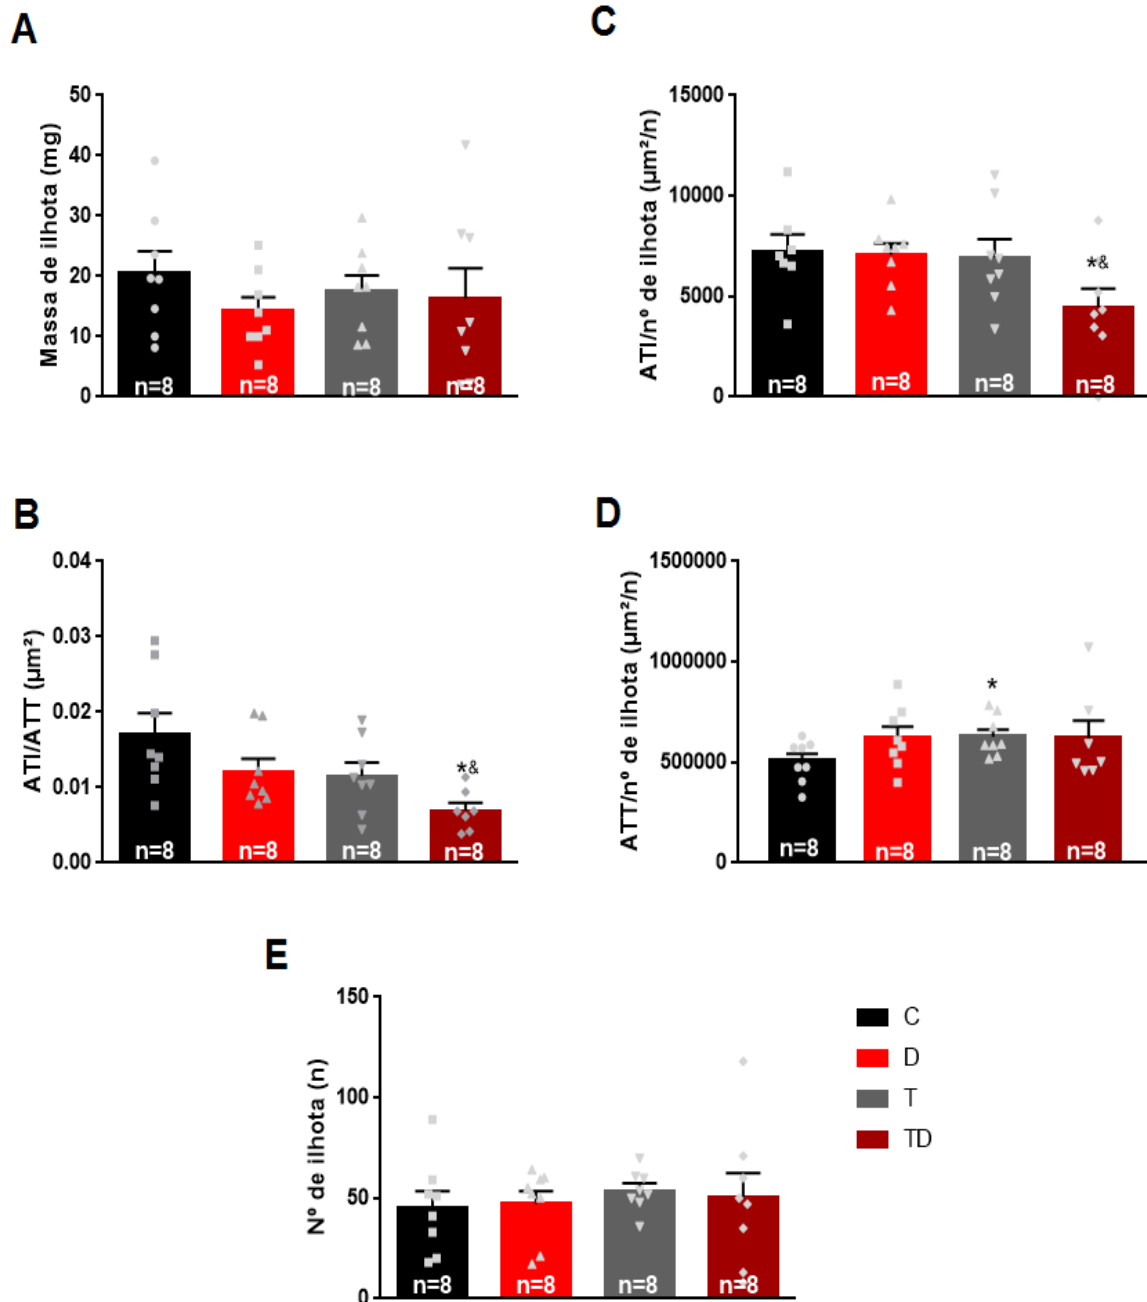 A
Massa de ilhota (mg)
50
40
30
20
10
0
n=8
n=8
n=8
n=8
C
ATI/nº de ilhota (µm²/n)
15000
10000
5000
0
*&
n=8
n=8
n=8
n=8
B
ATI/ATT (µm²)
0.04
0.03
0.02
0.01
0.00
*&
n=8
n=8
n=8
n=8
D
ATT/nº de ilhota (µm²/n)
1500000
1000000
500000
0
*
n=8
n=8
n=8
n=8
E
Nº de ilhota (n)
150
100
50
0
n=8
n=8
n=8
n=8
C
D
T
TD